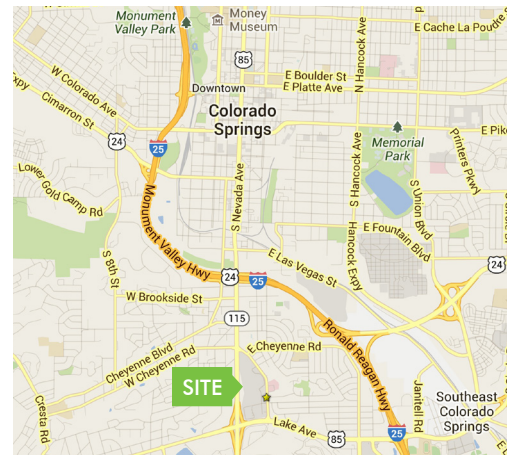 Monument
Valley Park
Money
Museum
E Cache La Poudre
N Hancock Ave
85
W Colorado Ave
Downtown
E Boulder St
E Platte Ave
Expy
Cimarron St
Colorado
Springs
24
25
E Pike
Memorial
Park
Printers Pkwy
Lower Gold Camp Rd
S Nevada Ave
S Hancock Ave
S Union Blvd
Monument Valley Hwy
E Fountain Blvd
Hancock Expy
S 8th St
E Las Vegas St
24
24
25
W Brookside St
115
Ronald Reagan Hwy
Cheyenne Blvd
W Cheyenne Rd
E Cheyenne Rd
SITE
Cresta Rd
Janitell Rd
Southeast
Colorado
Springs
Lake Ave
85
25